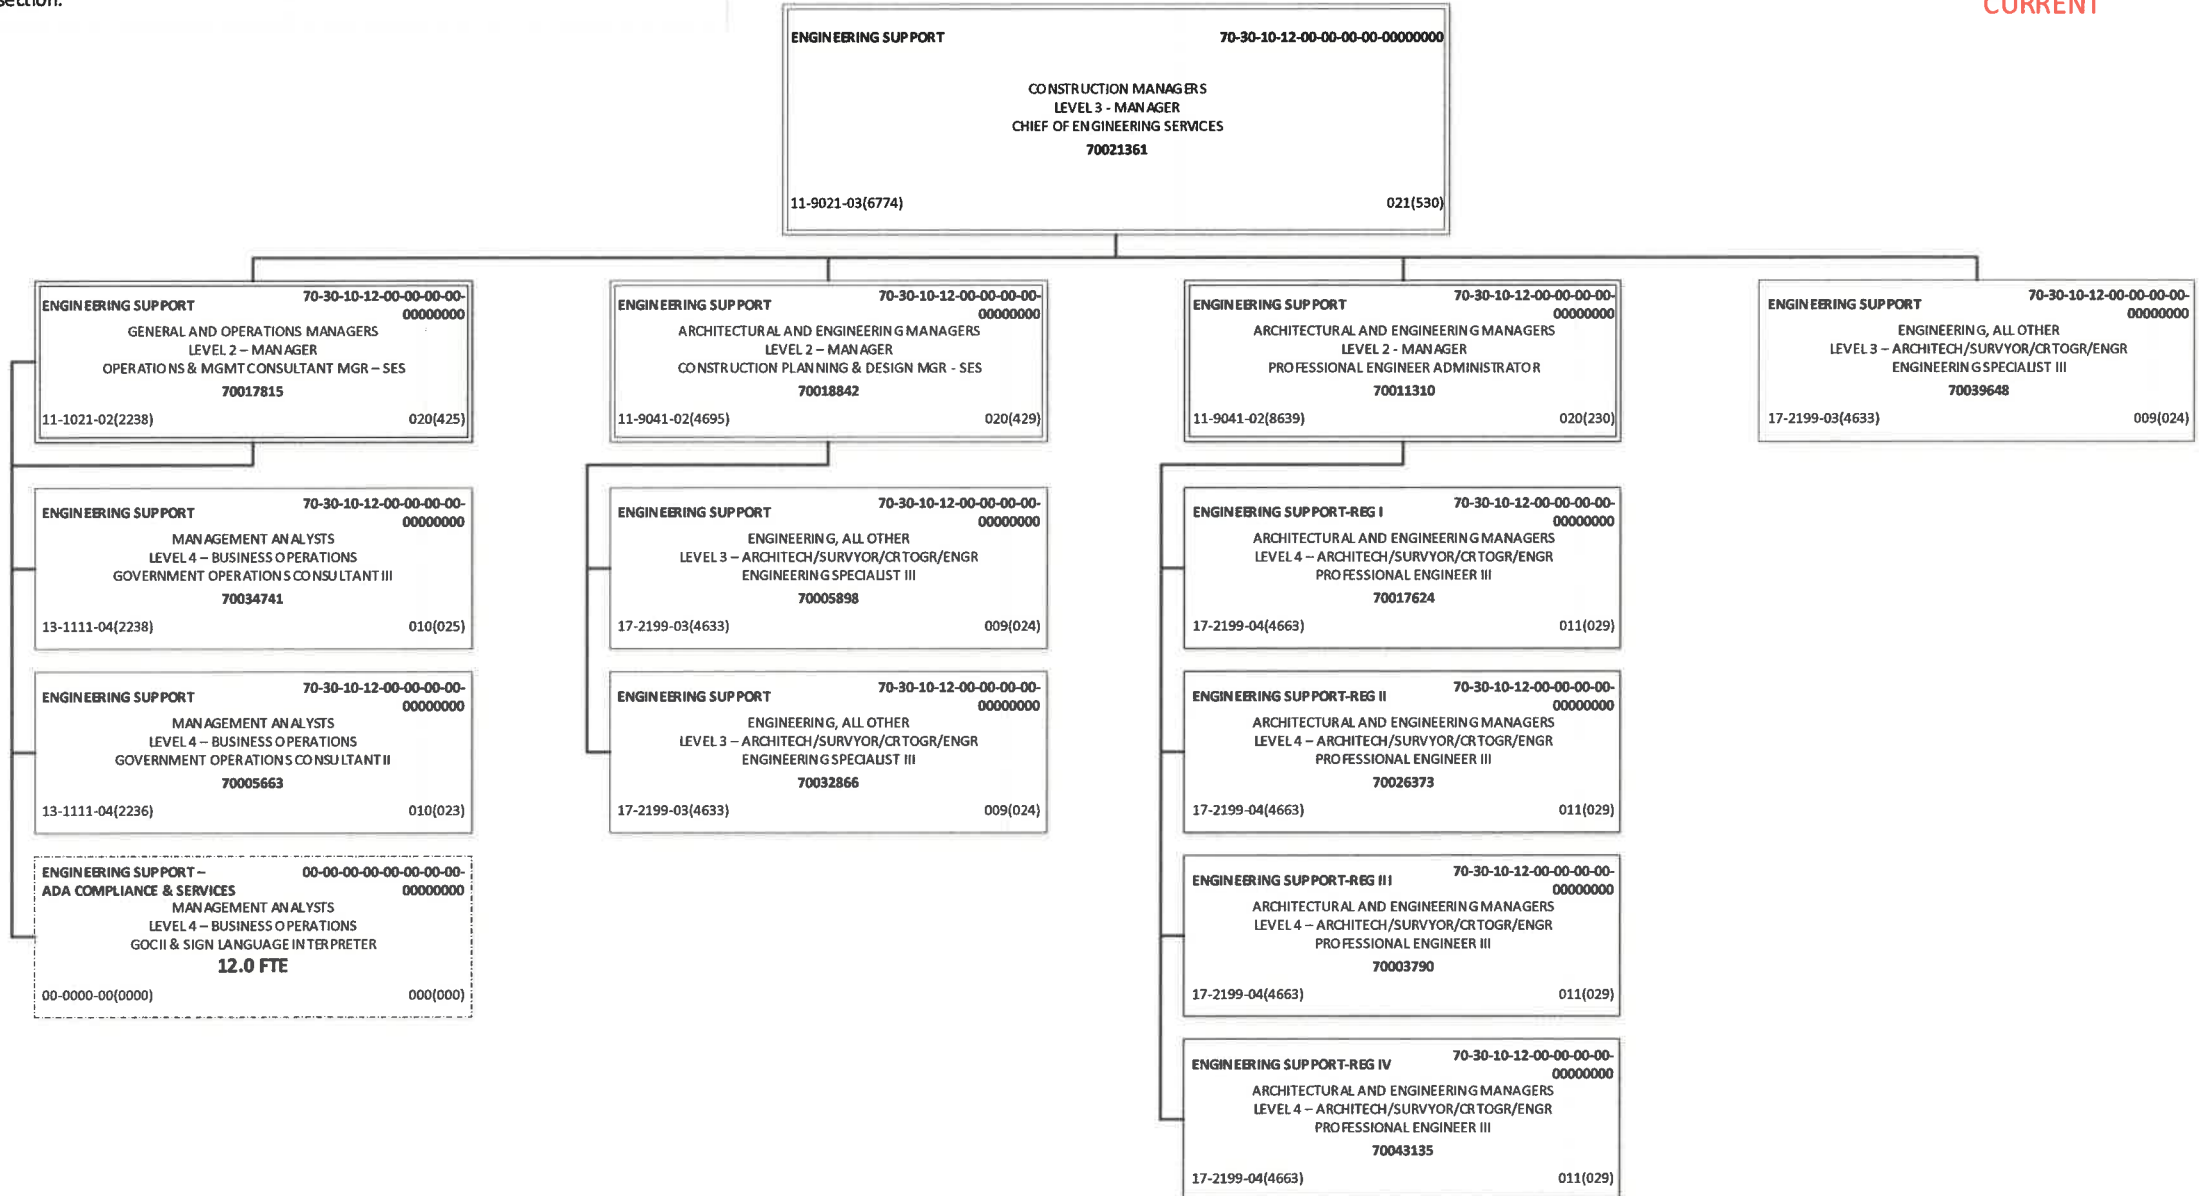 section.
CURRENT
ENGINEERING SUPPORT 70-30-10-12-00-00-00-00-00000000
CONSTRUCTION MANAGERS
LEVEL 3 - MANAGER
CHIEF OF ENGINEERING SERVICES
70021361
11-9021-03(6774) 021(530)
ENGINEERING SUPPORT 70-30-10-12-00-00-00-00-
00000000
GENERAL AND OPERATIONS MANAGERS
LEVEL 2 – MANAGER
OPERATIONS & MGMT CONSULTANT MGR – SES
70017815
11-1021-02(2238) 020(425)
ENGINEERING SUPPORT 70-30-10-12-00-00-00-00-
00000000
ARCHITECTURAL AND ENGINEERING MANAGERS
LEVEL 2 – MANAGER
CONSTRUCTION PLANNING & DESIGN MGR - SES
70018842
11-9041-02(4695) 020(429)
ENGINEERING SUPPORT 70-30-10-12-00-00-00-00-
00000000
ARCHITECTURAL AND ENGINEERING MANAGERS
LEVEL 2 - MANAGER
PROFESSIONAL ENGINEER ADMINISTRATOR
70011310
11-9041-02(8639) 020(230)
ENGINEERING SUPPORT 70-30-10-12-00-00-00-00-
00000000
ENGINEERING, ALL OTHER
LEVEL 3 – ARCHITECH/SURVYOR/CRTOGR/ENGR
ENGINEERING SPECIALIST III
70039648
17-2199-03(4633) 009(024)
ENGINEERING SUPPORT 70-30-10-12-00-00-00-00-
00000000
MANAGEMENT ANALYSTS
LEVEL 4 – BUSINESS OPERATIONS
GOVERNMENT OPERATIONS CONSULTANT III
70034741
13-1111-04(2238) 010(025)
ENGINEERING SUPPORT 70-30-10-12-00-00-00-00-
00000000
ENGINEERING, ALL OTHER
LEVEL 3 – ARCHITECH/SURVYOR/CRTOGR/ENGR
ENGINEERING SPECIALIST III
70005898
17-2199-03(4633) 009(024)
ENGINEERING SUPPORT-REG I 70-30-10-12-00-00-00-00-
00000000
ARCHITECTURAL AND ENGINEERING MANAGERS
LEVEL 4 – ARCHITECH/SURVYOR/CRTOGR/ENGR
PROFESSIONAL ENGINEER III
70017624
17-2199-04(4663) 011(029)
ENGINEERING SUPPORT 70-30-10-12-00-00-00-00-
00000000
MANAGEMENT ANALYSTS
LEVEL 4 – BUSINESS OPERATIONS
GOVERNMENT OPERATIONS CONSULTANT II
70005663
13-1111-04(2236) 010(023)
ENGINEERING SUPPORT 70-30-10-12-00-00-00-00-
00000000
ENGINEERING, ALL OTHER
LEVEL 3 – ARCHITECH/SURVYOR/CRTOGR/ENGR
ENGINEERING SPECIALIST III
70032866
17-2199-03(4633) 009(024)
ENGINEERING SUPPORT-REG II 70-30-10-12-00-00-00-00-
00000000
ARCHITECTURAL AND ENGINEERING MANAGERS
LEVEL 4 – ARCHITECH/SURVYOR/CRTOGR/ENGR
PROFESSIONAL ENGINEER III
70026373
17-2199-04(4663) 011(029)
ENGINEERING SUPPORT – 00-00-00-00-00-00-00-00-
ADA COMPLIANCE & SERVICES 00000000
MANAGEMENT ANALYSTS
LEVEL 4 – BUSINESS OPERATIONS
GOCII & SIGN LANGUAGE INTERPRETER
12.0 FTE
00-0000-00(0000) 000(000)
ENGINEERING SUPPORT-REG III 70-30-10-12-00-00-00-00-
00000000
ARCHITECTURAL AND ENGINEERING MANAGERS
LEVEL 4 – ARCHITECH/SURVYOR/CRTOGR/ENGR
PROFESSIONAL ENGINEER III
70003790
17-2199-04(4663) 011(029)
ENGINEERING SUPPORT-REG IV 70-30-10-12-00-00-00-00-
00000000
ARCHITECTURAL AND ENGINEERING MANAGERS
LEVEL 4 – ARCHITECH/SURVYOR/CRTOGR/ENGR
PROFESSIONAL ENGINEER III
70043135
17-2199-04(4663) 011(029)